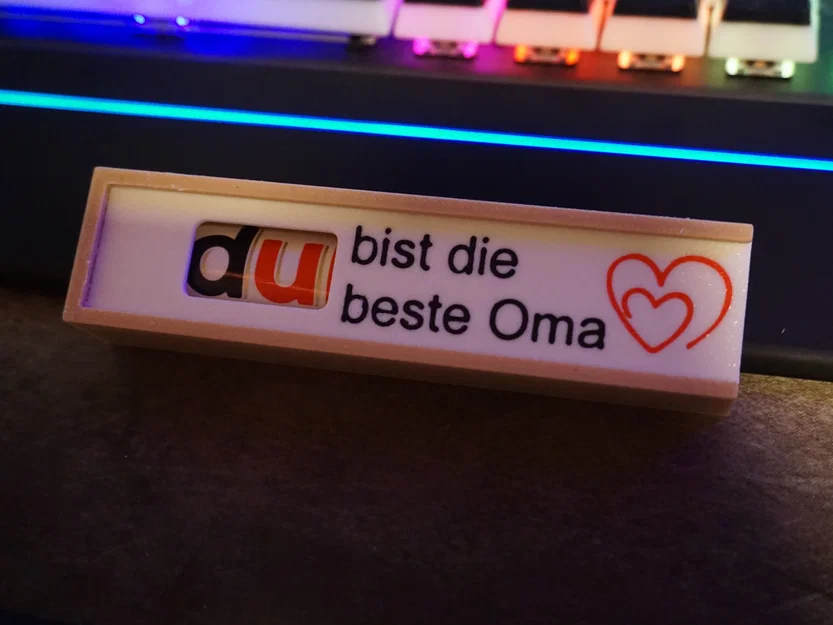 du bist die
beste Oma